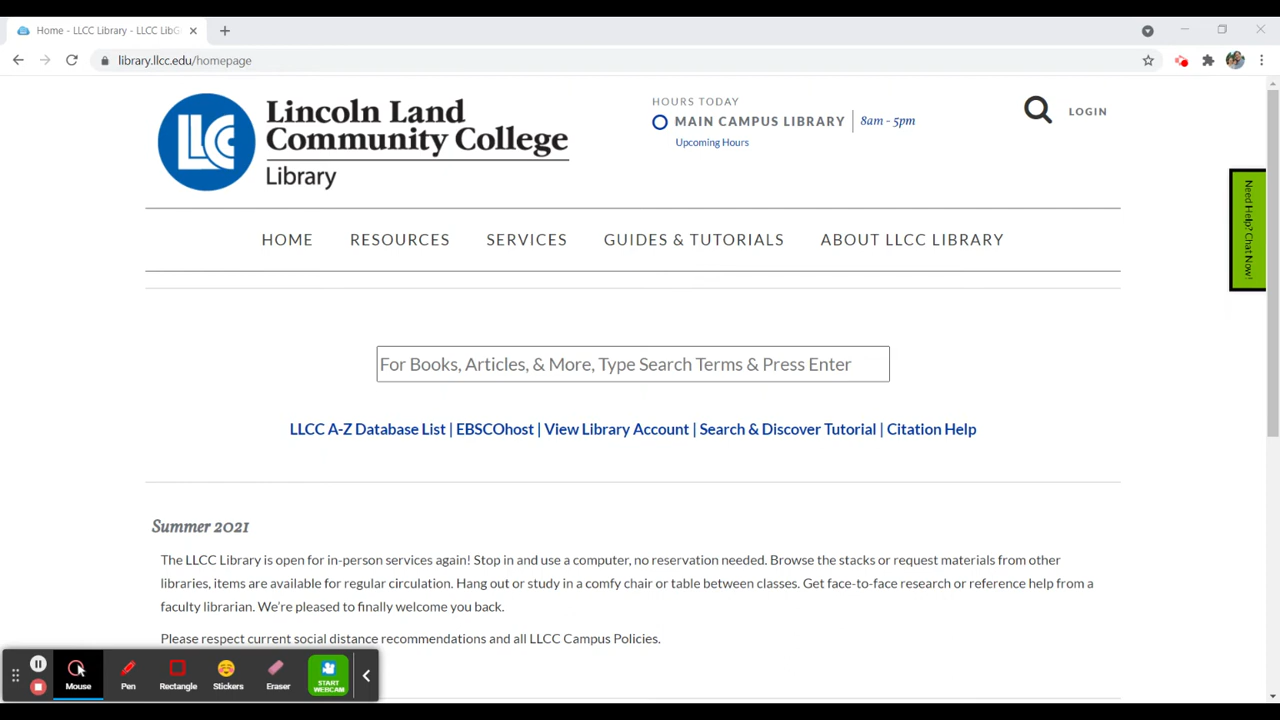 Home - LLCC Library - LLCC LibG
library.llcc.edu/homepage
LLC
Lincoln Land
Community College
Library
HOURS TODAY
MAIN CAMPUS LIBRARY 8am - 5pm
Upcoming Hours
LOGIN
Need Help? Chat Now!
HOME RESOURCES SERVICES GUIDES & TUTORIALS ABOUT LLCC LIBRARY
For Books, Articles, & More, Type Search Terms & Press Enter
LLCC A-Z Database List | EBSCOhost | View Library Account | Search & Discover Tutorial | Citation Help
Summer 2021
The LLCC Library is open for in-person services again! Stop in and use a computer, no reservation needed. Browse the stacks or request materials from other
libraries, items are available for regular circulation. Hang out or study in a comfy chair or table between classes. Get face-to-face research or reference help from a
faculty librarian. We're pleased to finally welcome you back.
Please respect current social distance recommendations and all LLCC Campus Policies.
Mouse Pen Rectangle Stickers Eraser START
WEBCAM